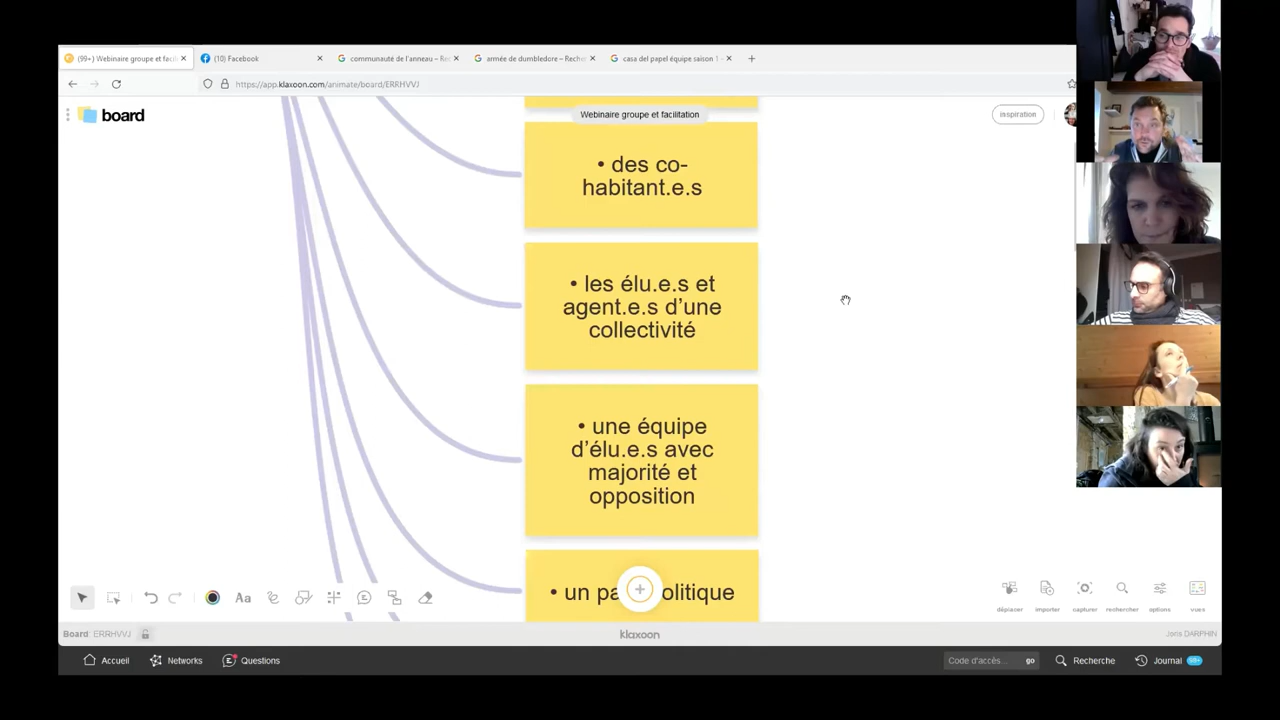 (99+) Webinaire groupe et facili
(10) Facebook
communauté de l'anneau – Re
armée de dumbledore – Reche
casa del papel équipe saison 1 -
https://app.klaxoon.com/animate/board/ERRHVVJ
board
Webinaire groupe et facilitation
inspiration
• des co-
habitant.e.s
• les élu.e.s et
agent.e.s d’une
collectivité
• une équipe
d’élu.e.s avec
majorité et
opposition
• un pa olitique
Aa
déplacer
importer
capturer
rechercher
options
vues
Board ERRHVVJ
klaxoon
Joris DARPHIN
Accueil
Networks
Questions
Code d'accès...
go
Recherche
Journal